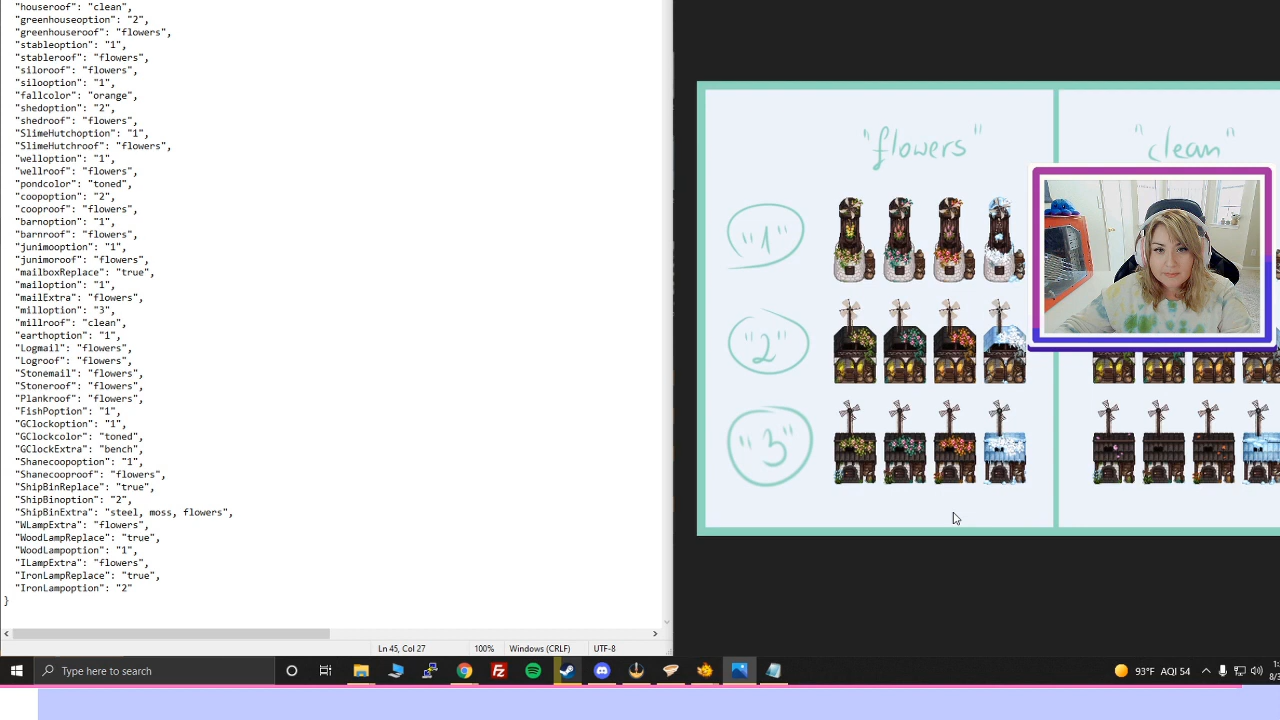 "houseroof": "clean",
"greenhouseoption": "2",
"greenhouseroof": "flowers",
"stableoption": "1",
"stableroof": "flowers",
"siloroof": "flowers",
"silooption": "1",
"fallcolor": "orange",
"shedoption": "2",
"shedroof": "flowers",
"SlimeHutchoption": "1",
"SlimeHutchroof": "flowers",
"welloption": "1",
"wellroof": "flowers",
"pondcolor": "toned",
"coopoption": "2",
"cooproof": "flowers",
"barnoption": "1",
"barnroof": "flowers",
"junimooption": "1",
"junimoroof": "flowers",
"mailboxReplace": "true",
"mailoption": "1",
"mailExtra": "flowers",
"milloption": "3",
"millroof": "clean",
"earthoption": "1",
"Logmail": "flowers",
"Logroof": "flowers",
"Stonemail": "flowers",
"Stoneroof": "flowers",
"Plankroof": "flowers",
"FishPoption": "1",
"GClockoption": "1",
"GClockcolor": "toned",
"GClockExtra": "bench",
"Shanecoopoption": "1",
"Shanecooproof": "flowers",
"ShipBinReplace": "true",
"ShipBinoption": "2",
"ShipBinExtra": "steel, moss, flowers",
"WLampExtra": "flowers",
"WoodLampReplace": "true",
"WoodLampoption": "1",
"ILampExtra": "flowers",
"IronLampReplace": "true",
"IronLampoption": "2"
}
Ln 45, Col 27 100% Windows (CRLF) UTF-8
"flowers" "clean"
"1"
"2"
"3"
Type here to search
93°F AQI 54